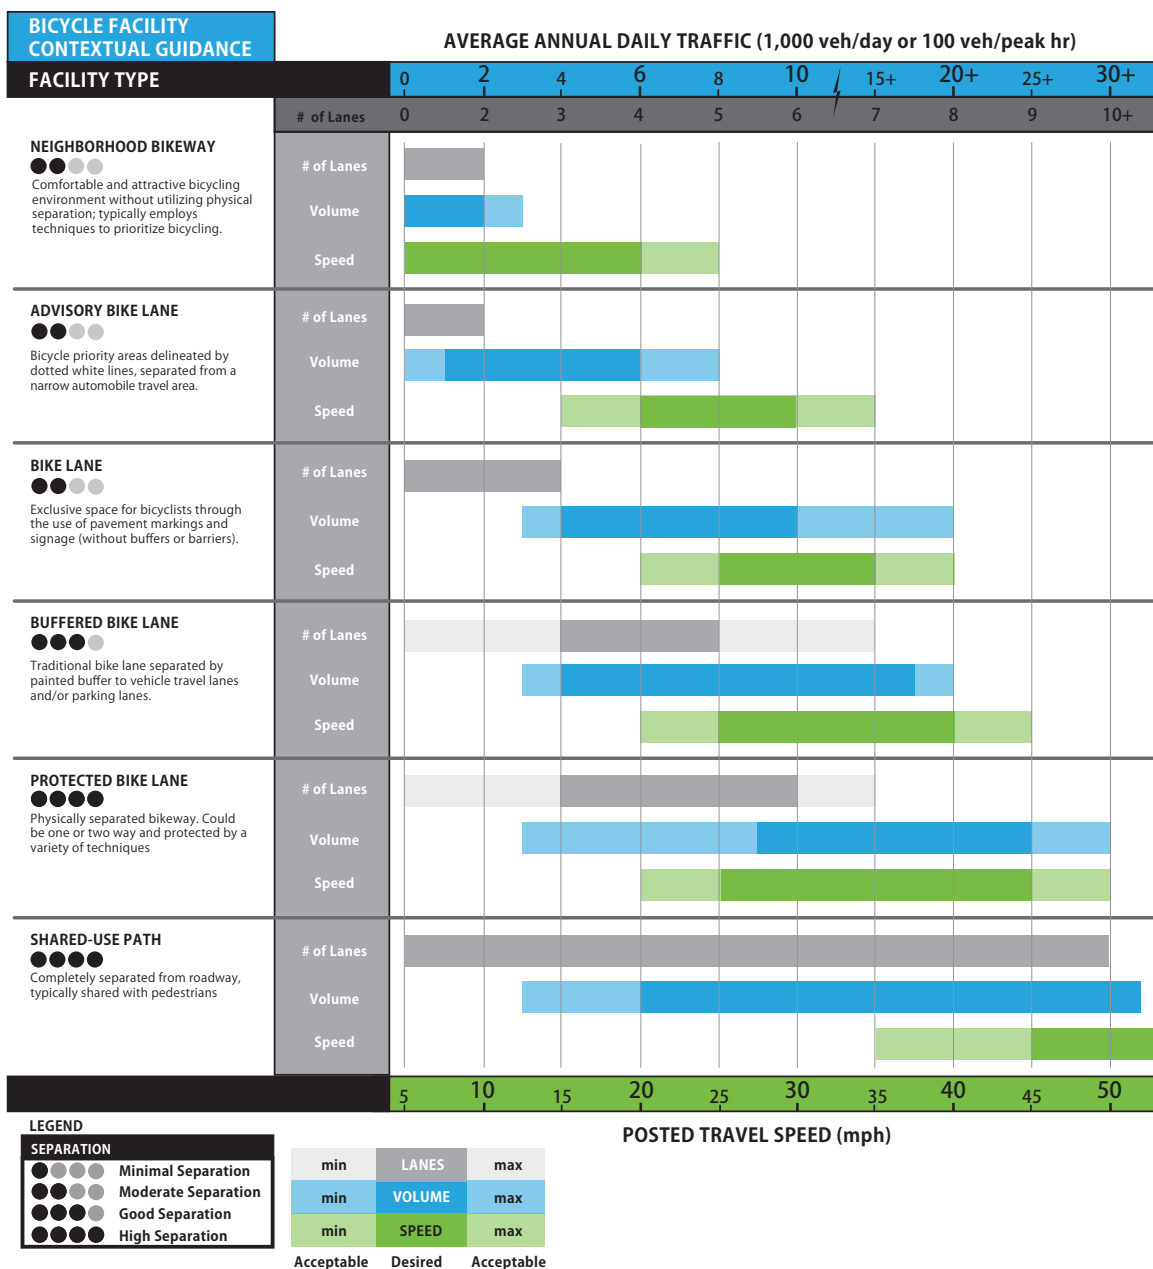 BICYCLE FACILITY
CONTEXTUAL GUIDANCE
AVERAGE ANNUAL DAILY TRAFFIC (1,000 veh/day or 100 veh/peak hr)
FACILITY TYPE
0 2 4 6 8 10 15+ 20+ 25+ 30+
# of Lanes 0 2 3 4 5 6 7 8 9 10+
NEIGHBORHOOD BIKEWAY
Comfortable and attractive bicycling
environment without utilizing physical
separation; typically employs
techniques to prioritize bicycling.
# of Lanes
Volume
Speed
ADVISORY BIKE LANE
Bicycle priority areas delineated by
dotted white lines, separated from a
narrow automobile travel area.
# of Lanes
Volume
Speed
BIKE LANE
Exclusive space for bicyclists through
the use of pavement markings and
signage (without buffers or barriers).
# of Lanes
Volume
Speed
BUFFERED BIKE LANE
Traditional bike lane separated by
painted buffer to vehicle travel lanes
and/or parking lanes.
# of Lanes
Volume
Speed
PROTECTED BIKE LANE
Physically separated bikeway. Could
be one or two way and protected by a
variety of techniques
# of Lanes
Volume
Speed
SHARED-USE PATH
Completely separated from roadway,
typically shared with pedestrians
# of Lanes
Volume
Speed
5 10 15 20 25 30 35 40 45 50
POSTED TRAVEL SPEED (mph)
LEGEND
SEPARATION
Minimal Separation
Moderate Separation
Good Separation
High Separation
min LANES max
min VOLUME max
min SPEED max
Acceptable Desired Acceptable